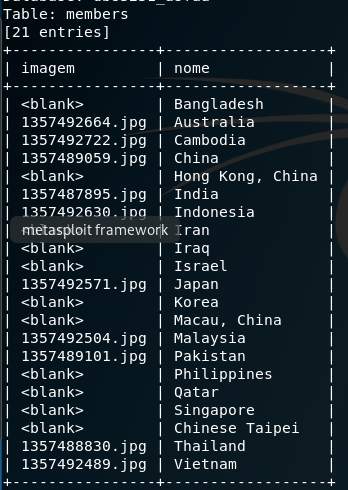 Table: members
[21 entries]
+----------------+------------------+
| imagem | nome |
+----------------+------------------+
| <blank> | Bangladesh |
| 1357492664.jpg | Australia |
| 1357492722.jpg | Cambodia |
| 1357489059.jpg | China |
| <blank> | Hong Kong, China |
| 1357487895.jpg | India |
| 1357492630.jpg | Indonesia |
metasploit framework Iran |
| <blank> | Iraq |
| <blank> | Israel |
| 1357492571.jpg | Japan |
| <blank> | Korea |
| <blank> | Macau, China |
| 1357492504.jpg | Malaysia |
| 1357489101.jpg | Pakistan |
| <blank> | Philippines |
| <blank> | Qatar |
| <blank> | Singapore |
| <blank> | Chinese Taipei |
| 1357488830.jpg | Thailand |
| 1357492489.jpg | Vietnam |
+----------------+------------------+